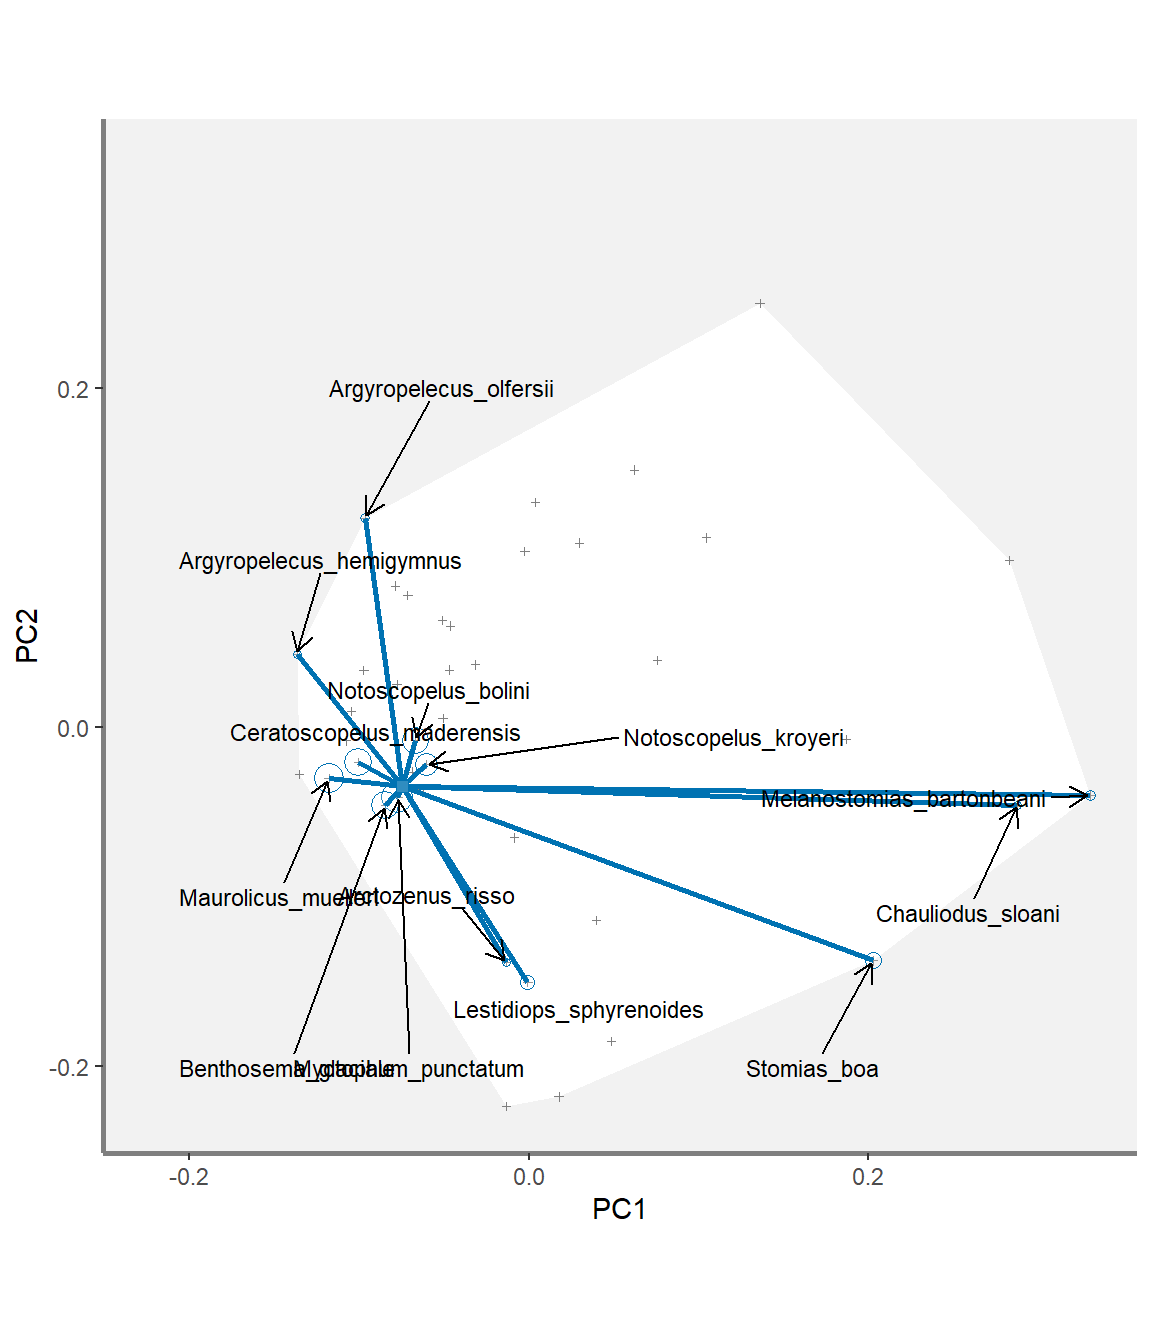 0.2
0.0
-0.2
PC2
Argyropelecus_olfersii
Argyropelecus_hemigymnus
Notoscopelus_bolini
Ceratoscopelus_maderensis
Notoscopelus_kroyeri
Melanostomias_bartonbeani
Maurolicus_muelleri
Arctozenus_risso
Chauliodus_sloani
Lestidiops_sphyrenoides
Benthosema_glaciale
Myctophum_punctatum
Stomias_boa
-0.2
0.0
0.2
PC1